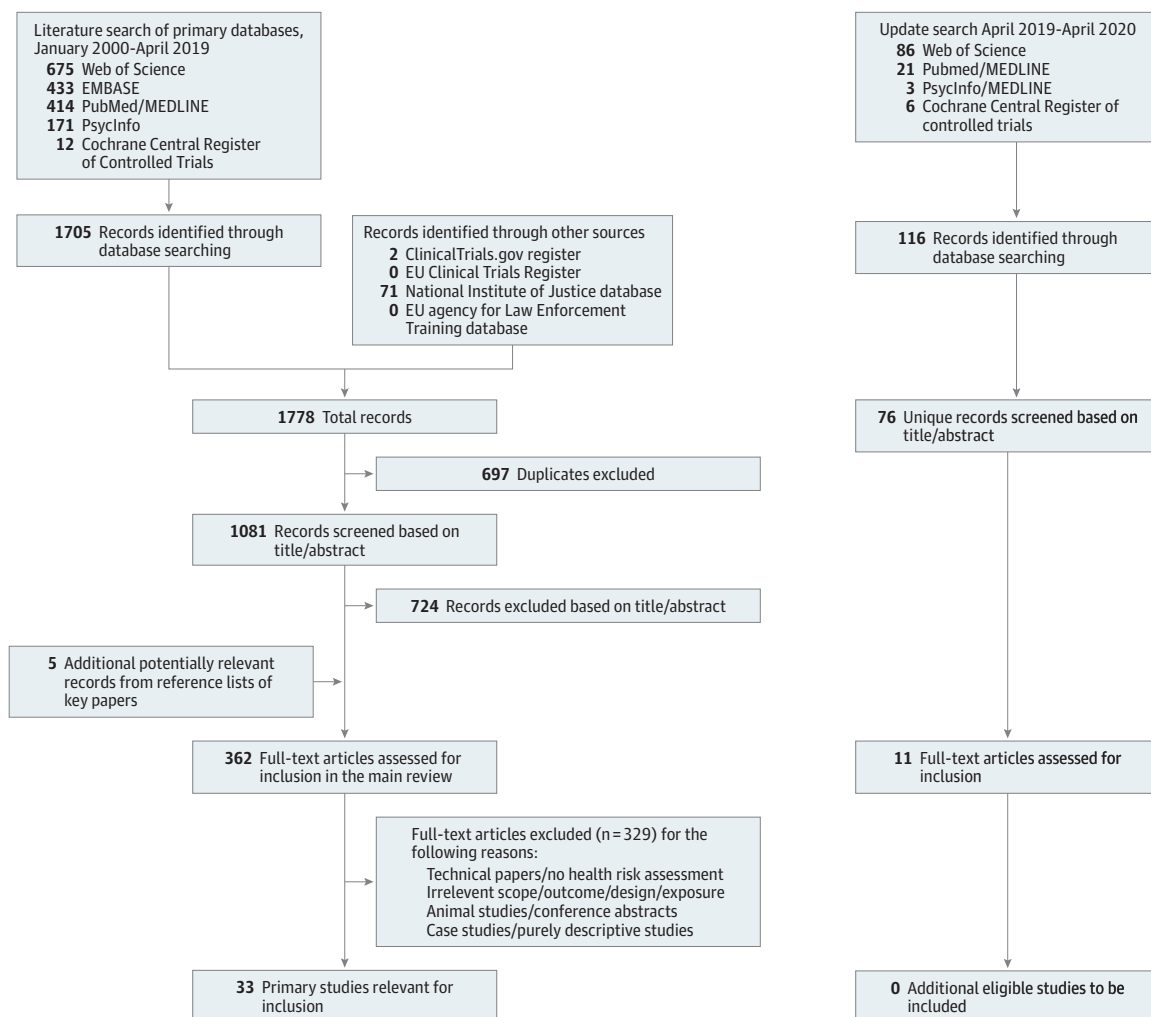 Literature search of primary databases,
January 2000-April 2019
675 Web of Science
433 EMBASE
414 PubMed/MEDLINE
171 PsycInfo
12 Cochrane Central Register
of Controlled Trials
1705 Records identified through
database searching
Records identified through other sources
2 ClinicalTrials.gov register
0 EU Clinical Trials Register
71 National Institute of Justice database
0 EU agency for Law Enforcement
Training database
1778 Total records
697 Duplicates excluded
1081 Records screened based on
title/abstract
724 Records excluded based on title/abstract
5 Additional potentially relevant
records from reference lists of
key papers
362 Full-text articles assessed for
inclusion in the main review
Full-text articles excluded (n = 329) for the
following reasons:
Technical papers/no health risk assessment
Irrelevent scope/outcome/design/exposure
Animal studies/conference abstracts
Case studies/purely descriptive studies
33 Primary studies relevant for
inclusion
Update search April 2019-April 2020
86 Web of Science
21 Pubmed/MEDLINE
3 PsycInfo/MEDLINE
6 Cochrane Central Register of
controlled trials
116 Records identified through
database searching
76 Unique records screened based on
title/abstract
11 Full-text articles assessed for
inclusion
0 Additional eligible studies to be
included